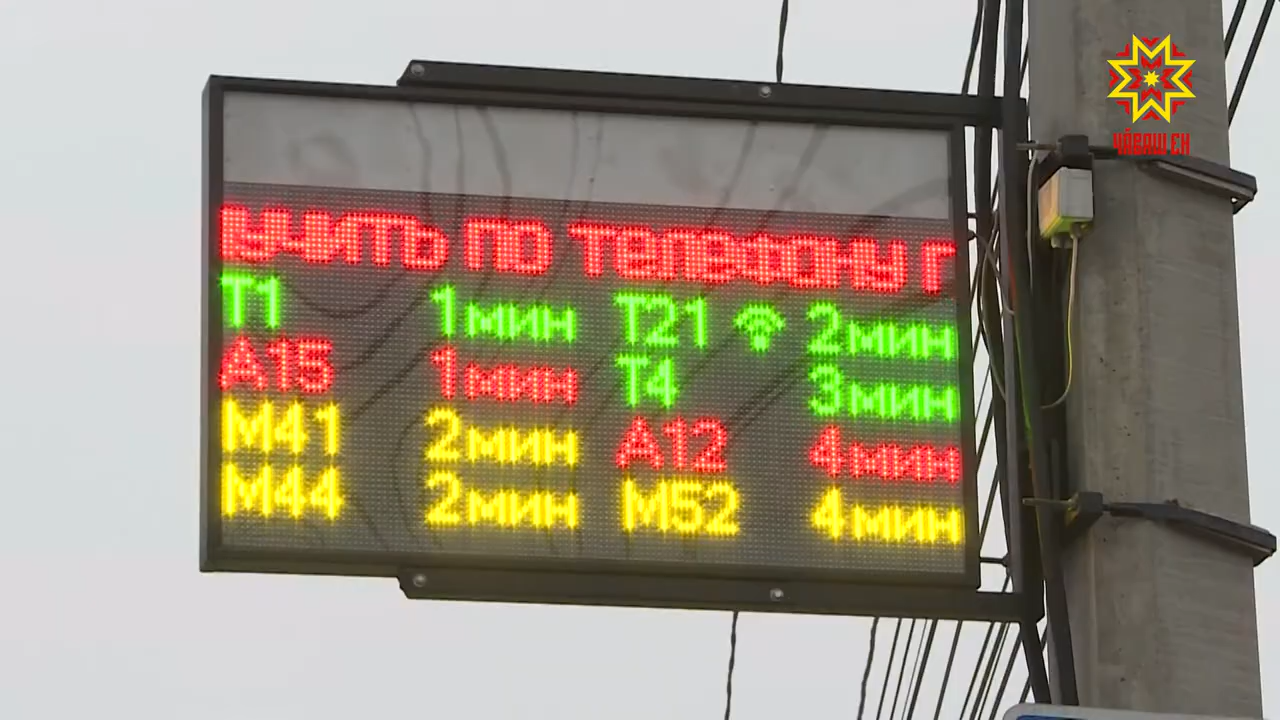 ЧӐВАШ ЕН
учить по телефону г
Т1 1мин Т21 2мин
А15 1мин Т4 3мин
М41 2мин А12 4мин
М44 2мин М52 4мин